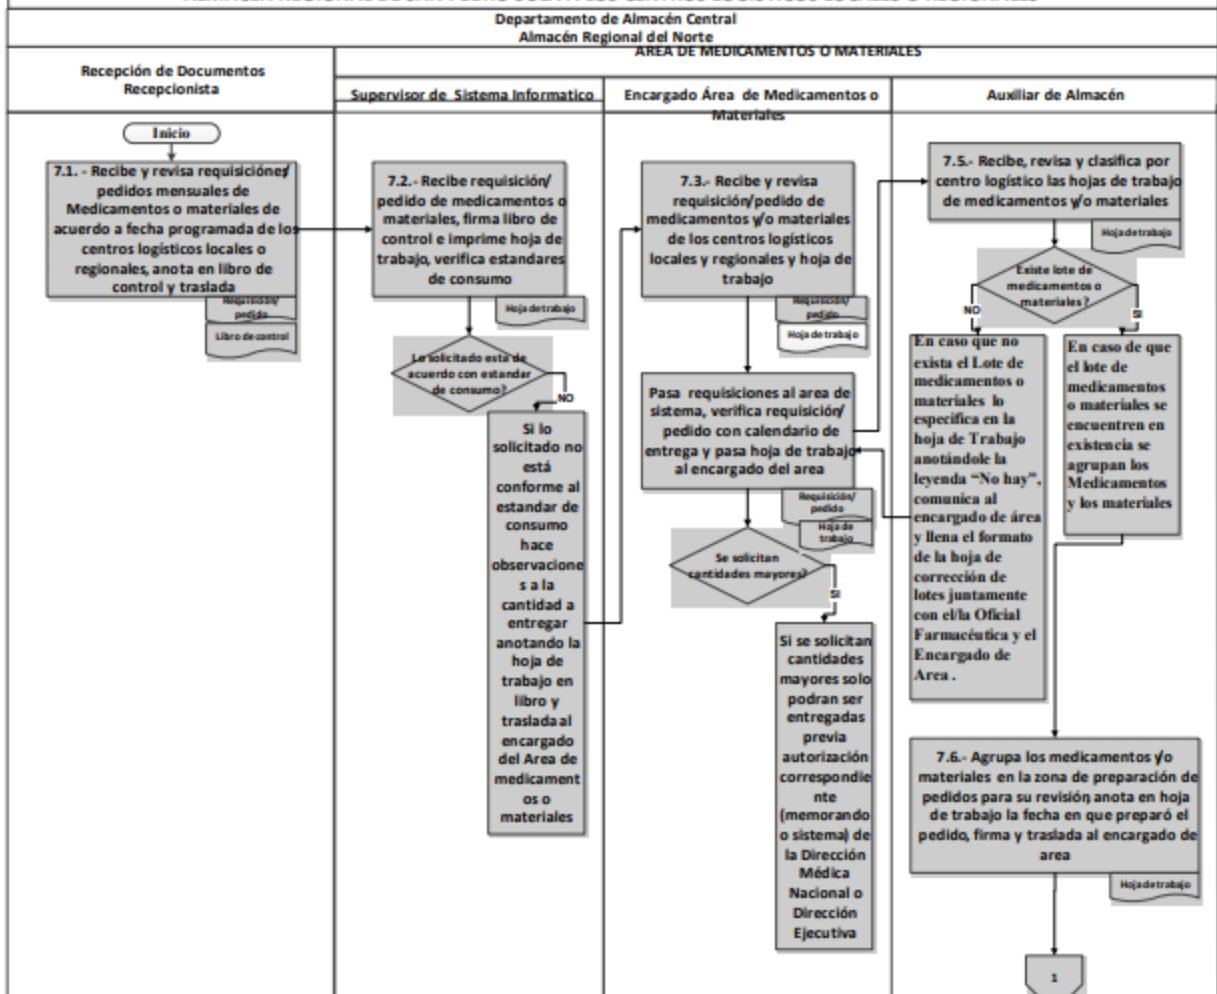 Departamento de Almacén Central
Almacén Regional del Norte
AREA DE MEDICAMENTOS O MATERIALES
Recepción de Documentos
Recepcionista
Supervisor de Sistema Informatico
Encargado Área de Medicamentos o
Materiales
Auxiliar de Almacén
Inicio
7.1. - Recibe y revisa requisiciónes/
pedidos mensuales de
Medicamentos o materiales de
acuerdo a fecha programada de los
centros logísticos locales o
regionales, anota en libro de
control y traslada
Requisición/
pedido
Libro de control
7.2.- Recibe requisición/
pedido de medicamentos o
materiales, firma libro de
control e imprime hoja de
trabajo, verifica estandares
de consumo
Hoja de trabajo
Lo solicitado está de
acuerdo con estandar
de consumo?
NO
Si lo
solicitado no
está
conforme al
estandar de
consumo
hace
observacione
s a la
cantidad a
entregar
anotando la
hoja de
trabajo en
libro y
traslada al
encargado
del Area de
medicament
os o
materiales
7.3.- Recibe y revisa
requisición/pedido de
medicamentos y/o materiales
de los centros logísticos
locales y regionales y hoja de
trabajo
Requisición/
pedido
Hoja de trabajo
Pasa requisiciones al area de
sistema, verifica requisición/
pedido con calendario de
entrega y pasa hoja de trabajo
al encargado del area
Requisición/
pedido
Hoja de
trabajo
Se solicitan
cantidades mayores?
SI
Si se solicitan
cantidades
mayores solo
podran ser
entregadas
previa
autorización
correspondie
nte
(memorando
o sistema) de
la Dirección
Médica
Nacional o
Dirección
Ejecutiva
7.5.- Recibe, revisa y clasifica por
centro logístico las hojas de trabajo
de medicamentos y/o materiales
Hoja de trabajo
Existe lote de
medicamentos o
materiales ?
NO
SI
En caso que no
exista el Lote de
medicamentos o
materiales lo
especifica en la
hoja de Trabajo
anotándole la
leyenda “No hay”,
comunica al
encargado de área
y llena el formato
de la hoja de
corrección de
lotes juntamente
con el/la Oficial
Farmacéutica y el
Encargado de
Area .
En caso de que
el lote de
medicamentos
o materiales se
encuentren en
existencia se
agrupan los
Medicamentos
y los materiales
7.6.- Agrupa los medicamentos y/o
materiales en la zona de preparación de
pedidos para su revisión, anota en hoja
de trabajo la fecha en que preparó el
pedido, firma y traslada al encargado de
area
Hoja de trabajo
1